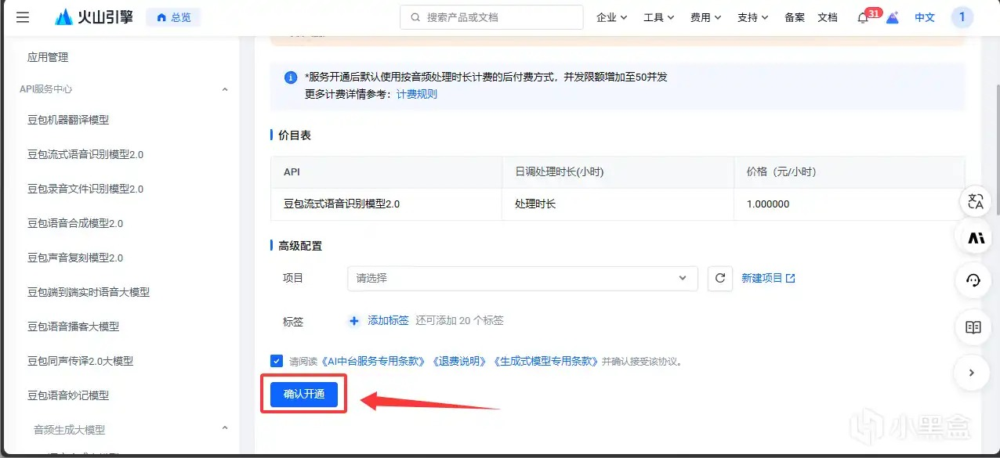 火山引擎
总览
搜索产品或文档
企业
工具
费用
支持
备案
文档
31
中文
1
应用管理
API服务中心
豆包机器翻译模型
豆包流式语音识别模型2.0
豆包录音文件识别模型2.0
豆包语音合成模型2.0
豆包声音复刻模型2.0
豆包端到端实时语音大模型
豆包语音播客大模型
豆包同声传译2.0大模型
豆包语音妙记模型
音频生成大模型
*服务开通后默认使用按音频处理时长计费的后付费方式，并发限额增加至50并发
更多计费详情参考：计费规则
价目表
API 日调处理时长(小时) 价格（元/小时）
豆包流式语音识别模型2.0 处理时长 1.000000
高级配置
项目 请选择 新建项目
标签 添加标签 还可添加 20 个标签
请阅读《AI中台服务专用条款》《退费说明》《生成式模型专用条款》并确认接受该协议。
确认开通
小黑盒